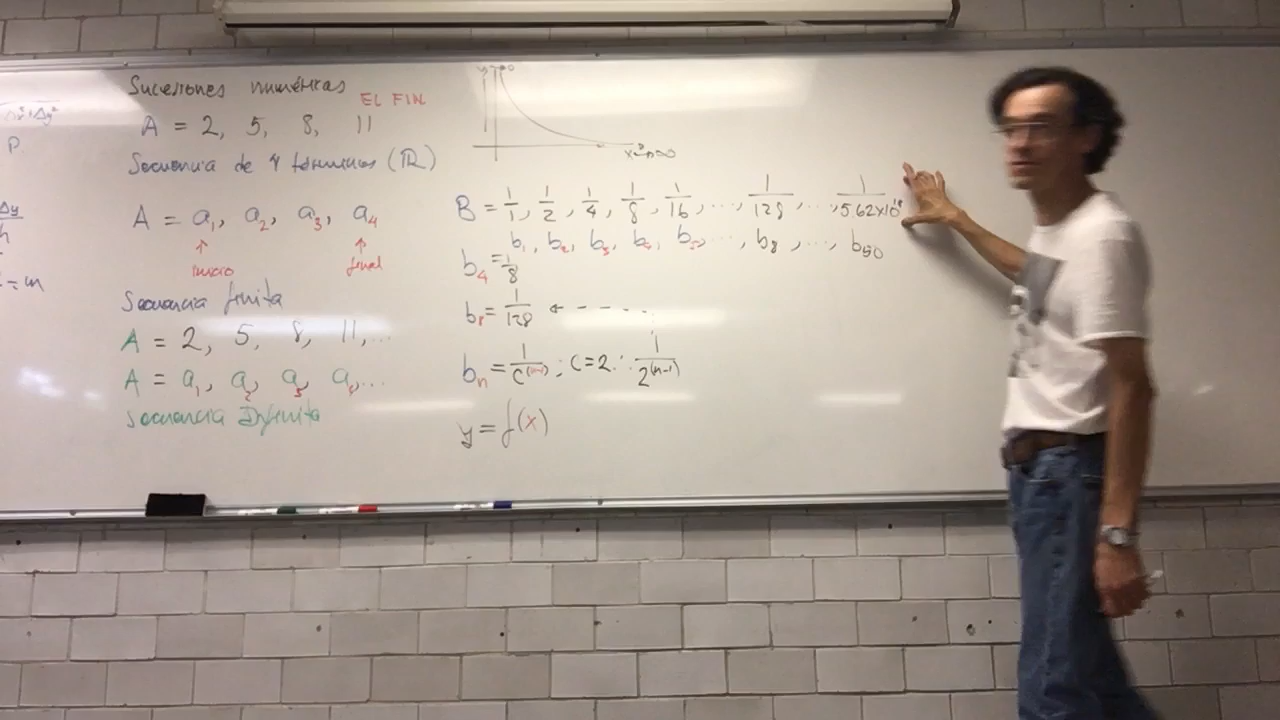 Sucesiones numéricas
EL FIN
A = 2, 5, 8, 11
Secuencia de 4 términos (ℝ)
A = a₁, a₂, a₃, a₄
↑ ↑
inicio final
Secuencia finita
A = 2, 5, 8, 11,...
A = a₁, a₂, a₃, a₄,...
Secuencia Infinita
B = 1/1, 1/2, 1/4, 1/8, 1/16, ..., 1/128, ..., 1/5.62x10¹⁴
b₁, b₂, b₃, b₄, b₅, ..., b₈, ..., b₅₀
b₄ = 1/8
b₈ = 1/128
bₙ = 1/C⁽ⁿ⁻¹⁾ ; C=2 ∴ 1/2⁽ⁿ⁻¹⁾
y = f(x)
Δy